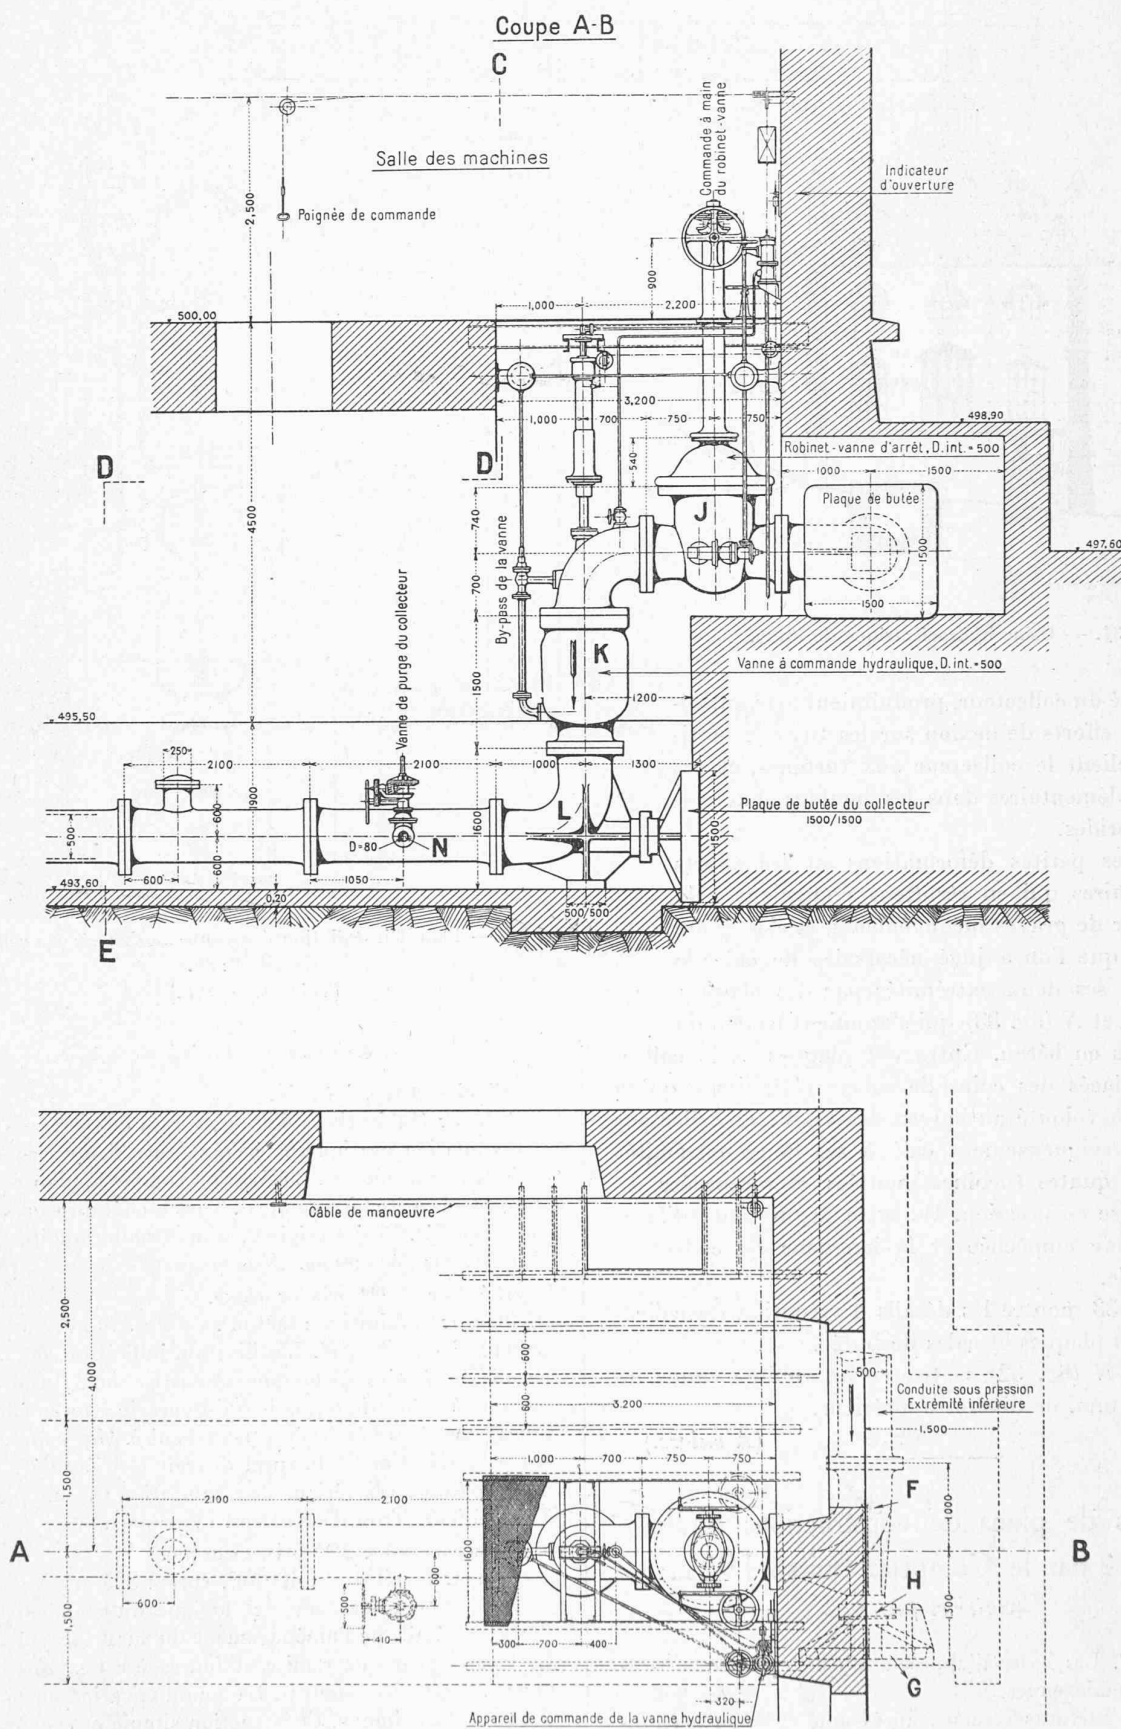 Coupe A-B
C
Salle des machines
Poignée de commande
2,500
Commande à main
du robinet-vanne
Indicateur
d'ouverture
900
1,000
2,200
500,00
3,200
1,000
700
750
750
498,90
Robinet-vanne d'arrêt, D. int. = 500
540
1000
1500
D
D
Plaque de butée
J
1500
4500
740
497,60
By-pass de la vanne
700
1500
Vanne de purge du collecteur
K
Vanne à commande hydraulique, D. int. = 500
1500
1200
495,50
250
2100
2100
1000
1300
1900
600
1600
L
Plaque de butée du collecteur
1500/1500
1500
500
D=80
N
600
600
1050
493,60
0,20
500
500
E
Câble de manœuvre
2,500
4,000
600
600
500
Conduite sous pression
Extrémité inférieure
3.200
1,500
1,000
700
750
750
1,500
2100
2100
F
1000
A
B
1600
600
H
600
500
1300
1,500
410
300
700
400
G
320
Appareil de commande de la vanne hydraulique